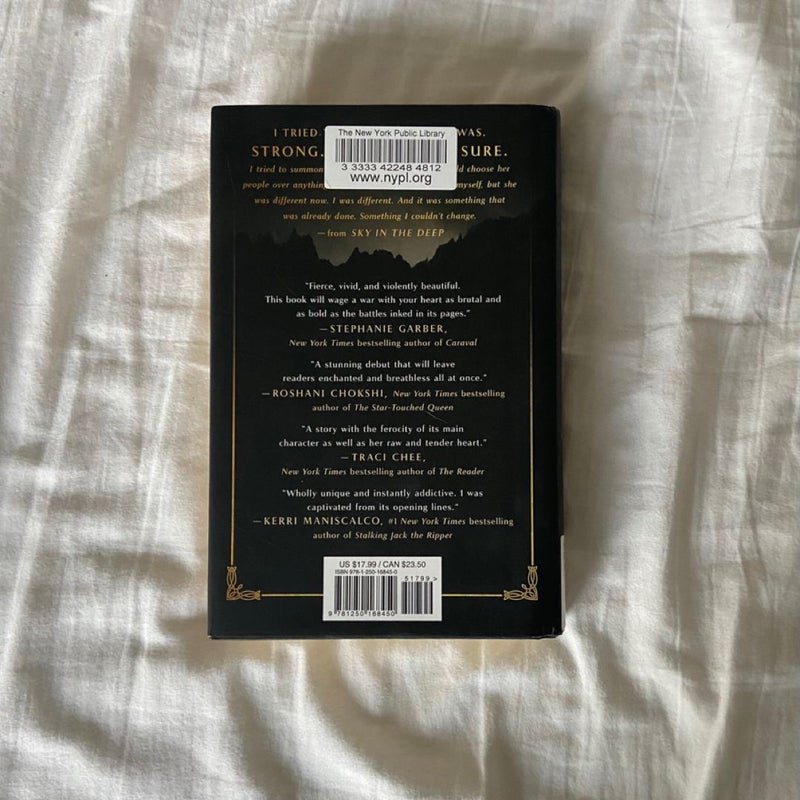 I TRIED WAS.
The New York Public Library
STRONG. SURE.
3 3333 42248 4812
www.nypl.org
I tried to summon ld choose her
people over anything myself, but she
was different now. I was different. And it was something that
was already done. Something I couldn't change.
—from SKY IN THE DEEP
"Fierce, vivid, and violently beautiful.
This book will wage a war with your heart as brutal and
as bold as the battles inked in its pages."
—STEPHANIE GARBER,
New York Times bestselling author of Caraval
"A stunning debut that will leave
readers enchanted and breathless all at once."
—ROSHANI CHOKSHI, New York Times bestselling
author of The Star-Touched Queen
"A story with the ferocity of its main
character as well as her raw and tender heart."
—TRACI CHEE,
New York Times bestselling author of The Reader
"Wholly unique and instantly addictive. I was
captivated from its opening lines."
—KERRI MANISCALCO, #1 New York Times bestselling
author of Stalking Jack the Ripper
US $17.99 / CAN $23.50
ISBN 978-1-250-16845-0
51799>
9 781250 168450